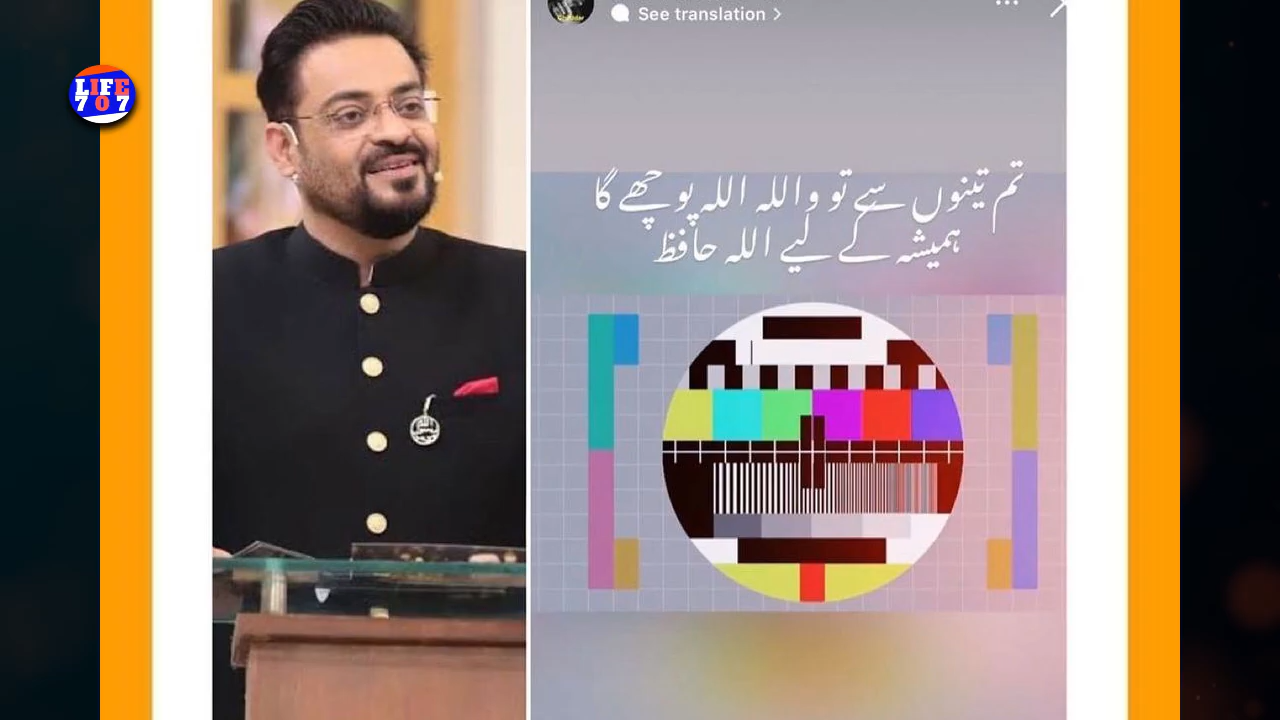 LIFE
707
See translation
تم تینوں سے تو واللہ اللہ پوچھے گا
ہمیشہ کے لیے اللہ حافظ